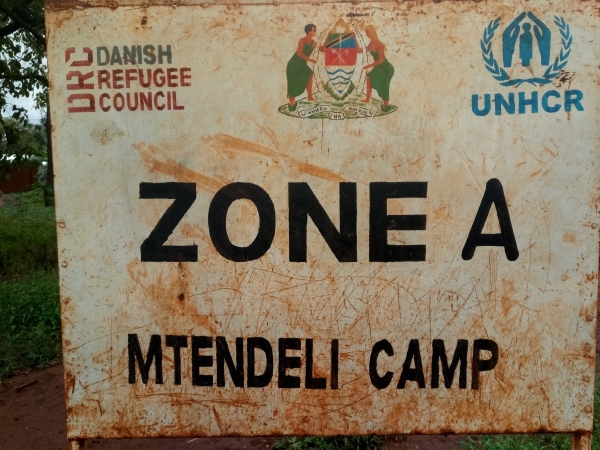 DRC
DANISH
REFUGEE
COUNCIL
UNHCR
ZONE A
MTENDELI CAMP